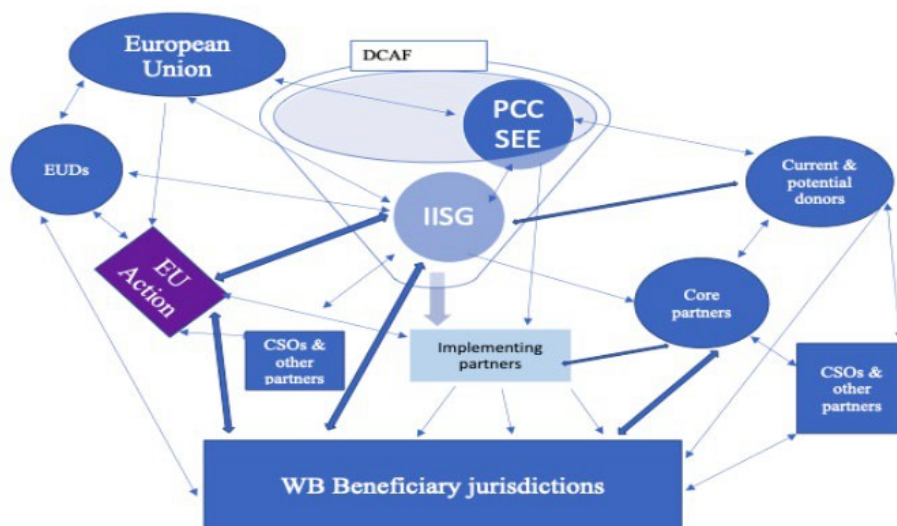 European
Union
DCAF
PCC
SEE
EUDs
Current &
potential
donors
IISG
EU
Action
Core
partners
CSOs &
other
partners
Implementing
partners
CSOs &
other
partners
WB Beneficiary jurisdictions